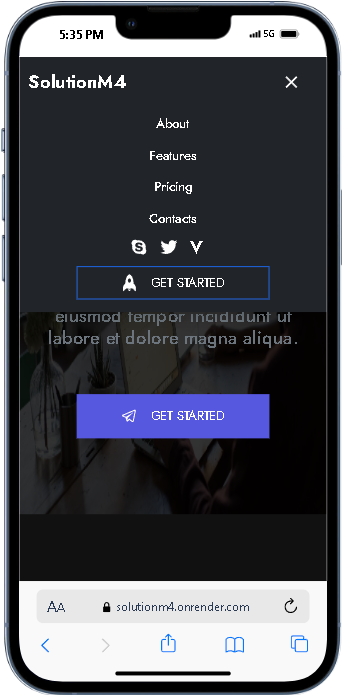 5:35 PM 5G
SolutionM4
About
Features
Pricing
Contacts
GET STARTED
eiusmod tempor incididunt ut
labore et dolore magna aliqua.
GET STARTED
AA solutionm4.onrender.com